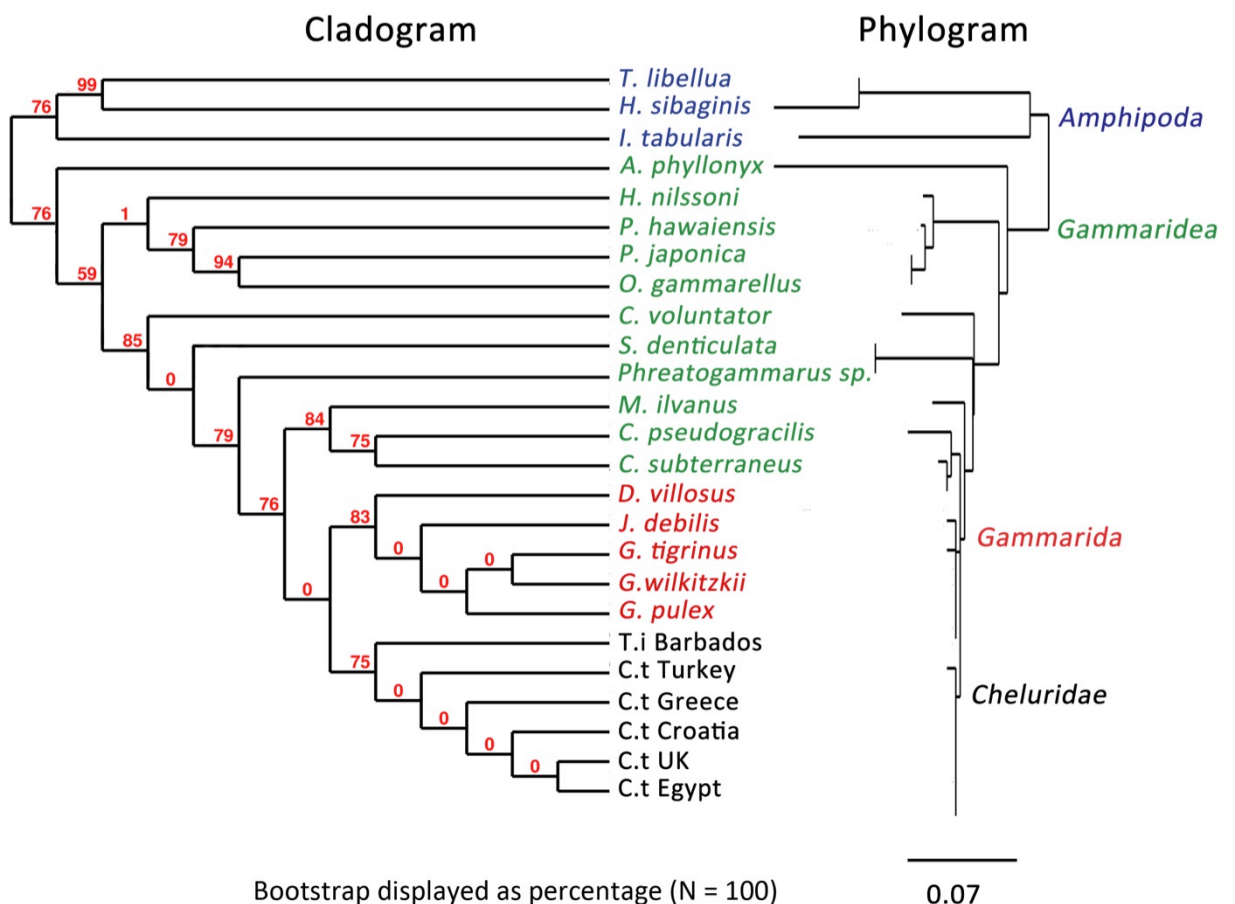 Cladogram
Phylogram
T. libellua
H. sibaginis
I. tabularis
A. phyllonyx
H. nilssoni
P. hawaiensis
P. japonica
O. gammarellus
C. voluntator
S. denticulata
Phreatogammarus sp.
M. ilvanus
C. pseudogracilis
C. subterraneus
D. villosus
J. debilis
G. tigrinus
G.wilkitzkii
G. pulex
T.i Barbados
C.t Turkey
C.t Greece
C.t Croatia
C.t UK
C.t Egypt
99
76
76
1
79
94
59
85
0
79
84
75
76
83
0
0
0
0
75
0
0
0
0
Amphipoda
Gammaridea
Gammarida
Cheluridae
Bootstrap displayed as percentage (N = 100)
0.07